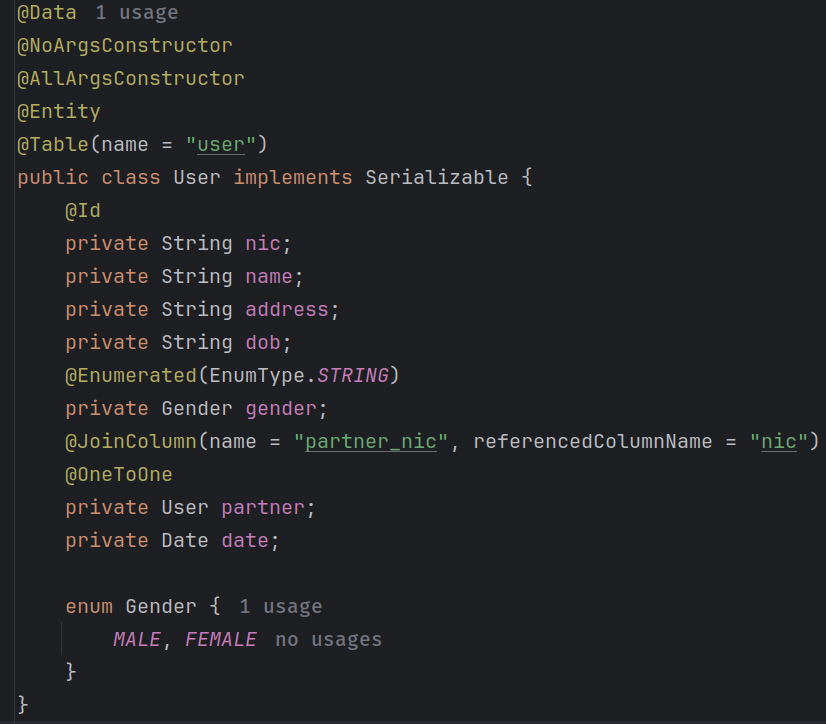 @Data 1 usage
@NoArgsConstructor
@AllArgsConstructor
@Entity
@Table(name = "user")
public class User implements Serializable {
    @Id
    private String nic;
    private String name;
    private String address;
    private String dob;
    @Enumerated(EnumType.STRING)
    private Gender gender;
    @JoinColumn(name = "partner_nic", referencedColumnName = "nic")
    @OneToOne
    private User partner;
    private Date date;

    enum Gender { 1 usage
        MALE, FEMALE no usages
    }
}